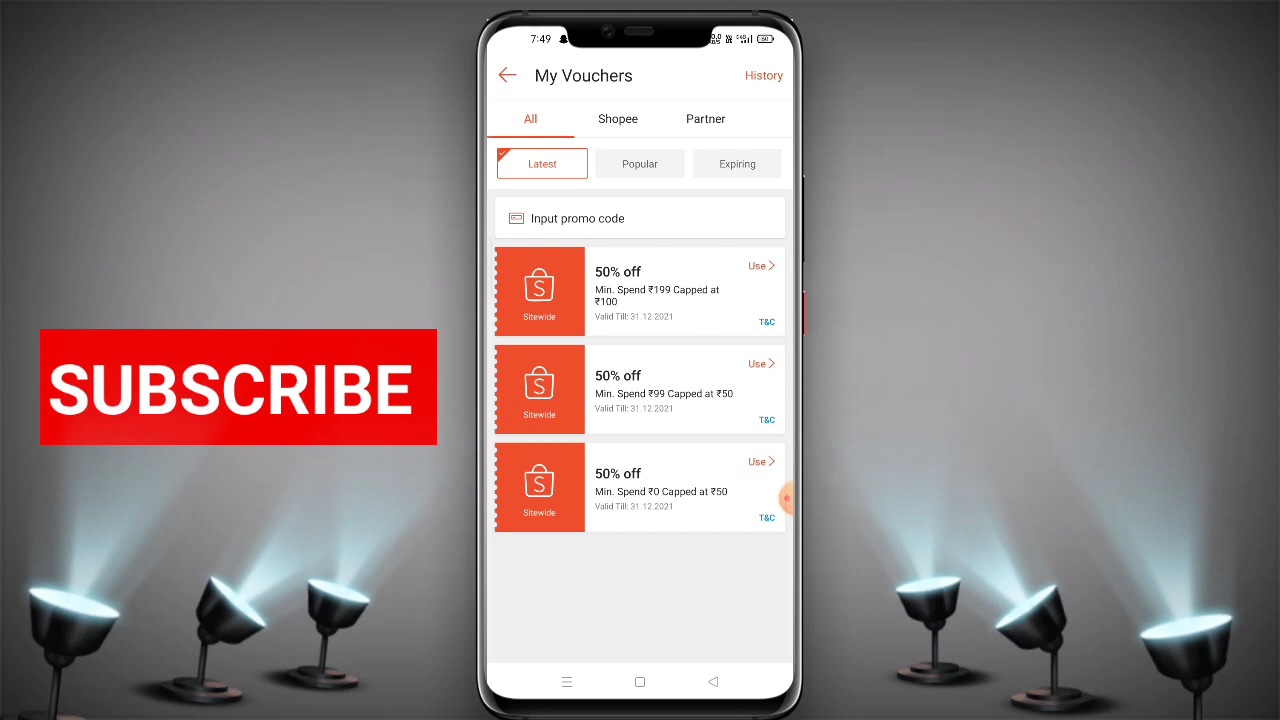 7:49
60
My Vouchers
History
All
Shopee
Partner
Latest
Popular
Expiring
Input promo code
50% off
Use
Min. Spend ₹199 Capped at
₹100
Sitewide
Valid Till: 31.12.2021
T&C
50% off
Use
Min. Spend ₹99 Capped at ₹50
Sitewide
Valid Till: 31.12.2021
T&C
50% off
Use
Min. Spend ₹0 Capped at ₹50
Sitewide
Valid Till: 31.12.2021
T&C
SUBSCRIBE